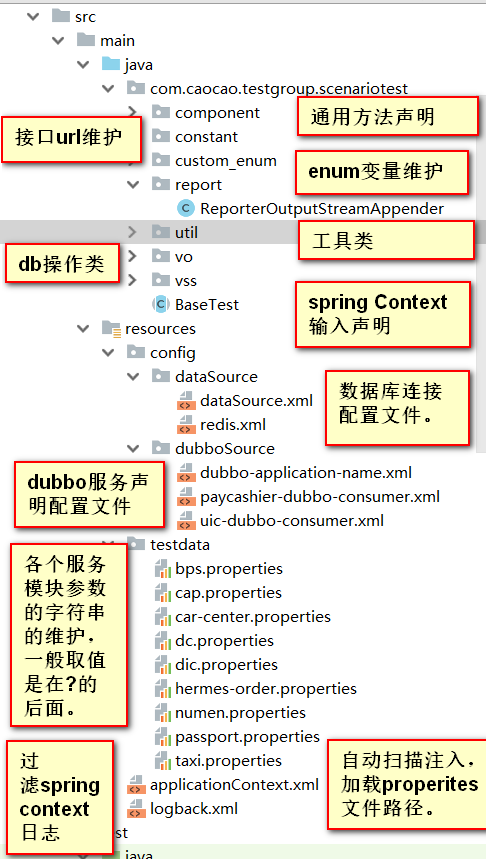 src
main
java
com.caocao.testgroup.scenariotest
component
通用方法声明
接口url维护
constant
custom_enum
enum变量维护
report
ReporterOutputStreamAppender
util
工具类
db操作类
vo
vss
BaseTest
spring Context
输入声明
resources
config
dataSource
dataSource.xml
redis.xml
数据库连接
配置文件。
dubboSource
dubbo-application-name.xml
paycashier-dubbo-consumer.xml
uic-dubbo-consumer.xml
dubbo服务声
明配置文件
testdata
bps.properties
cap.properties
car-center.properties
dc.properties
dic.properties
hermes-order.properties
numen.properties
passport.properties
taxi.properties
各个服务
模块参数
的字符串
的维护，
一般取值
是在?的
后面。
applicationContext.xml
logback.xml
过
滤spring
context
日志
自动扫描注入，
加载properites
文件路径。
st
java